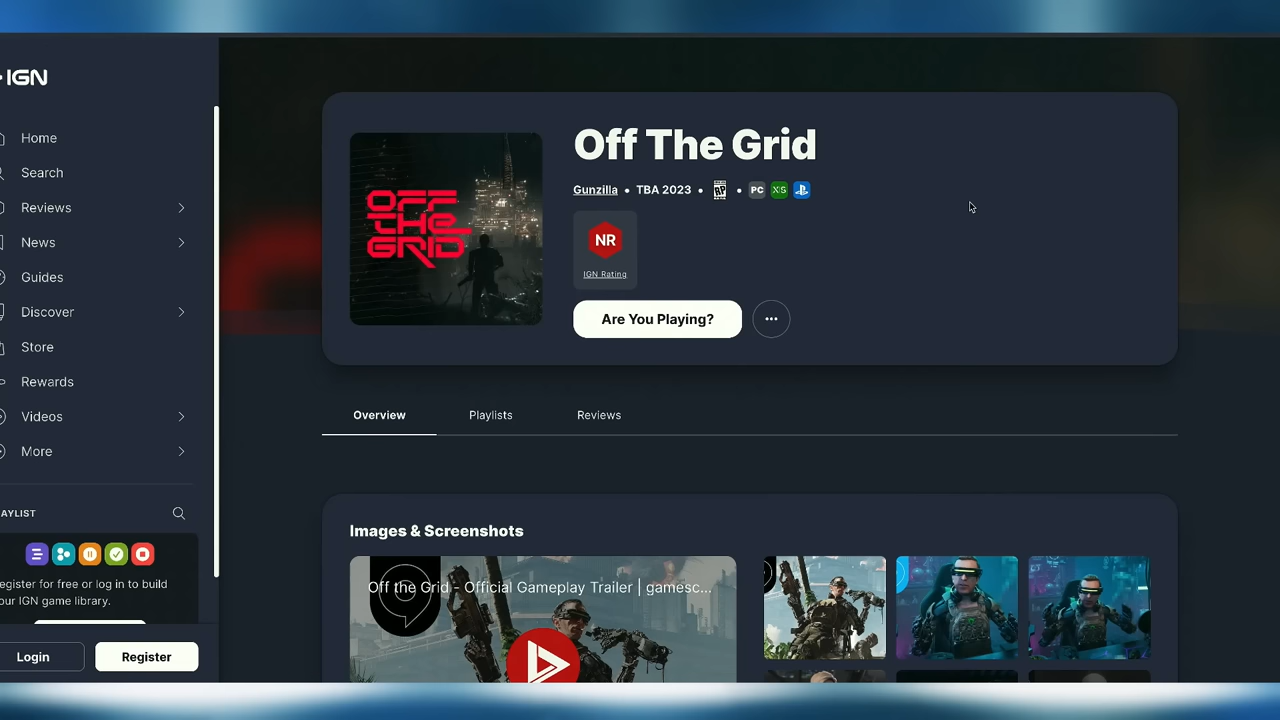 IGN
Home
Search
Reviews
News
Guides
Discover
Store
Rewards
Videos
More
AYLIST
egister for free or log in to build
our IGN game library.
Login
Register
OFF
THE
GRID
Off The Grid
Gunzilla • TBA 2023 • RP • PC X|S
NR
IGN Rating
Are You Playing?
Overview
Playlists
Reviews
Images & Screenshots
Off the Grid - Official Gameplay Trailer | gamesc...